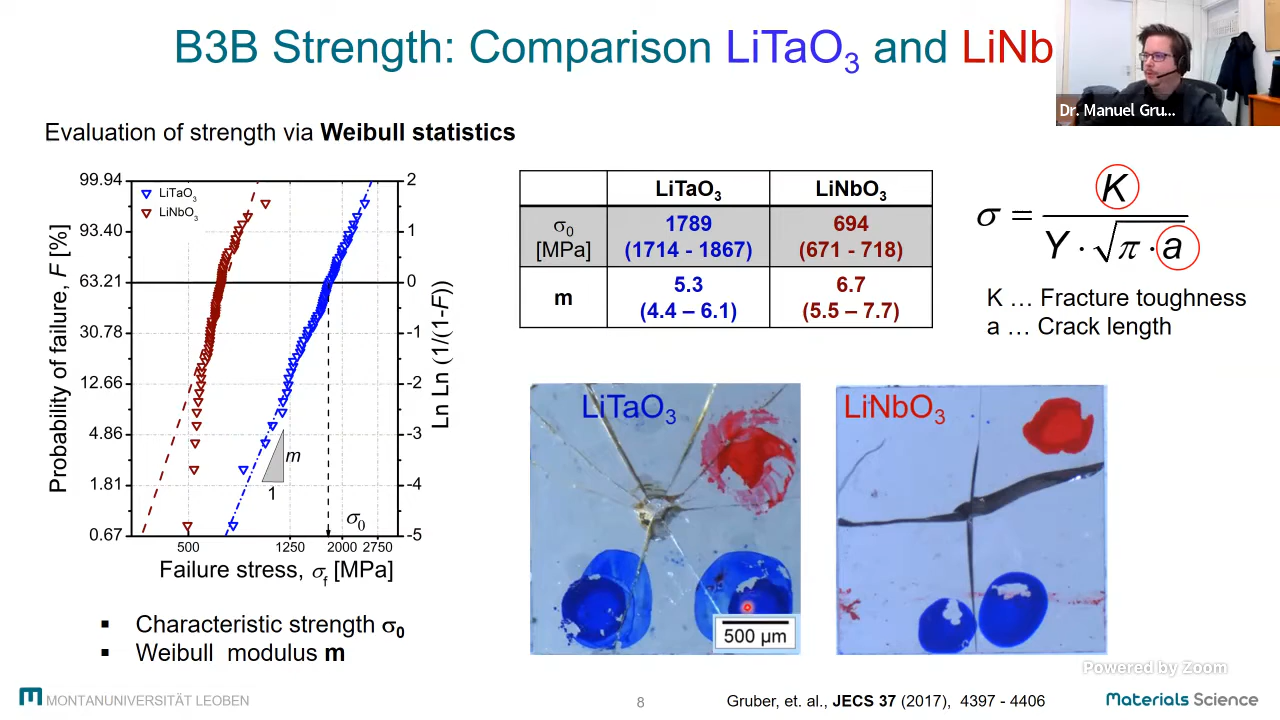 B3B Strength: Comparison LiTaO₃ and LiNb
Dr. Manuel Gru...
Evaluation of strength via Weibull statistics
99.94
93.40
63.21
30.78
12.66
4.86
1.81
0.67
Probability of failure, F [%]
LiTaO₃
LiNbO₃
2
1
0
-1
-2
-3
-4
-5
Ln Ln (1/(1-F))
m
1
σ₀
500 1250 2000 2750
Failure stress, σf [MPa]
▪ Characteristic strength σ₀
▪ Weibull modulus m
LiTaO₃ LiNbO₃
σ₀ [MPa] 1789 (1714 - 1867) 694 (671 - 718)
m 5.3 (4.4 – 6.1) 6.7 (5.5 – 7.7)
σ = K / (Y · √π · a)
K … Fracture toughness
a … Crack length
LiTaO₃
500 µm
LiNbO₃
Powered by Zoom
MONTANUNIVERSITÄT LEOBEN
8
Gruber, et. al., JECS 37 (2017), 4397 - 4406
Materials Science